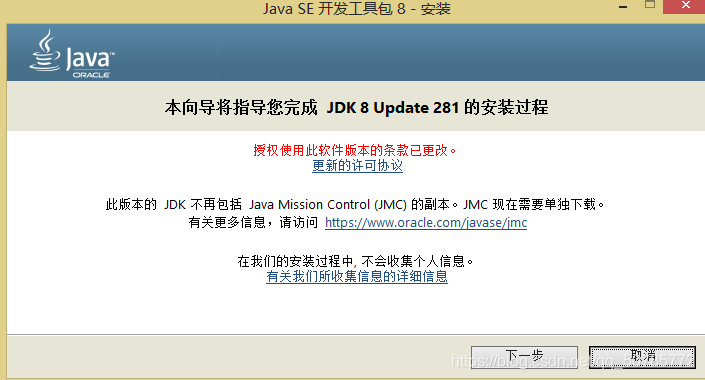 Java SE 开发工具包 8 - 安装
Java™
ORACLE
本向导将指导您完成 JDK 8 Update 281 的安装过程
授权使用此软件版本的条款已更改。
更新的许可协议
此版本的 JDK 不再包括 Java Mission Control (JMC) 的副本。JMC 现在需要单独下载。
有关更多信息，请访问 https://www.oracle.com/javase/jmc
在我们的安装过程中, 不会收集个人信息。
有关我们所收集信息的详细信息
下一步
取消